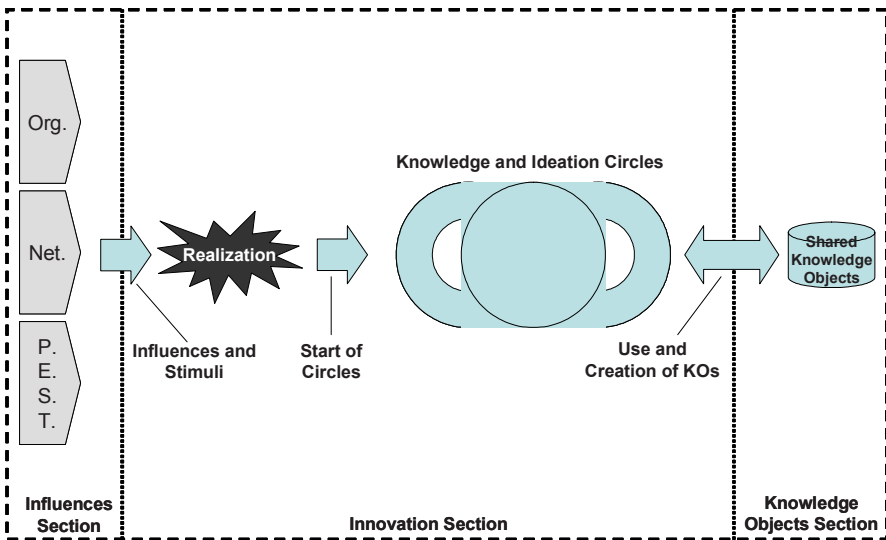 Org.
Net.
P.
E.
S.
T.
Influences
Section
Realization
Influences and
Stimuli
Start of
Circles
Knowledge and Ideation Circles
Use and
Creation of KOs
Innovation Section
Shared
Knowledge
Objects
Knowledge
Objects Section